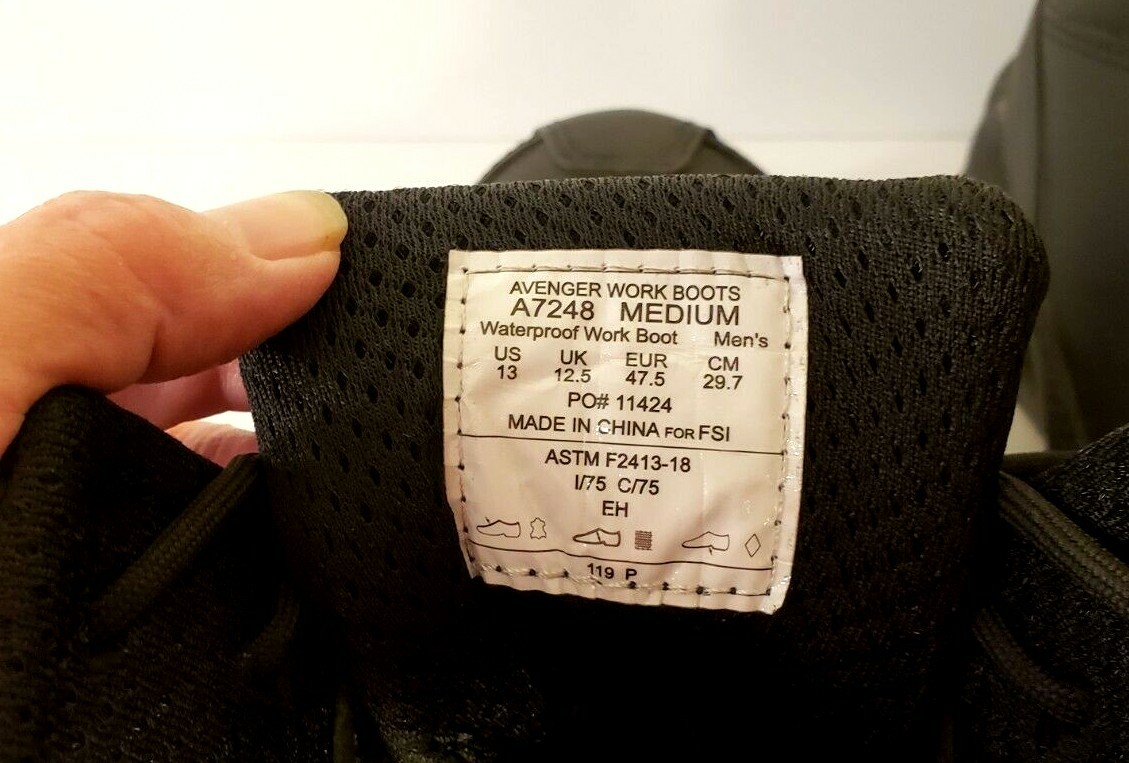 AVENGER WORK BOOTS
A7248 MEDIUM
Waterproof Work Boot Men's
US UK EUR CM
13 12.5 47.5 29.7
PO# 11424
MADE IN CHINA FOR FSI
ASTM F2413-18
I/75 C/75
EH
119 P